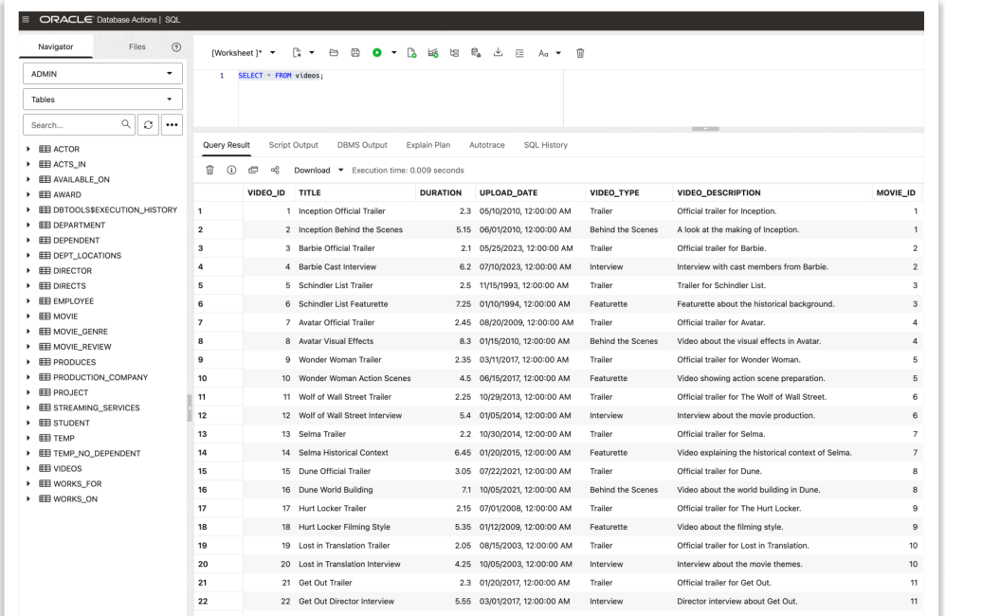 ORACLE Database Actions | SQL
Navigator Files
[Worksheet ]*
Aa
ADMIN
1 SELECT * FROM videos;
Tables
Search...
Query Result Script Output DBMS Output Explain Plan Autotrace SQL History
Download Execution time: 0.009 seconds
ACTOR
ACTS_IN
AVAILABLE_ON
AWARD
DBTOOLS$EXECUTION_HISTORY
DEPARTMENT
DEPENDENT
DEPT_LOCATIONS
DIRECTOR
DIRECTS
EMPLOYEE
MOVIE
MOVIE_GENRE
MOVIE_REVIEW
PRODUCES
PRODUCTION_COMPANY
PROJECT
STREAMING_SERVICES
STUDENT
TEMP
TEMP_NO_DEPENDENT
VIDEOS
WORKS_FOR
WORKS_ON
VIDEO_ID TITLE DURATION UPLOAD_DATE VIDEO_TYPE VIDEO_DESCRIPTION MOVIE_ID
1 1 Inception Official Trailer 2.3 05/10/2010, 12:00:00 AM Trailer Official trailer for Inception. 1
2 2 Inception Behind the Scenes 5.15 06/01/2010, 12:00:00 AM Behind the Scenes A look at the making of Inception. 1
3 3 Barbie Official Trailer 2.1 05/25/2023, 12:00:00 AM Trailer Official trailer for Barbie. 2
4 4 Barbie Cast Interview 6.2 07/10/2023, 12:00:00 AM Interview Interview with cast members from Barbie. 2
5 5 Schindler List Trailer 2.5 11/15/1993, 12:00:00 AM Trailer Trailer for Schindler List. 3
6 6 Schindler List Featurette 7.25 01/10/1994, 12:00:00 AM Featurette Featurette about the historical background. 3
7 7 Avatar Official Trailer 2.45 08/20/2009, 12:00:00 AM Trailer Official trailer for Avatar. 4
8 8 Avatar Visual Effects 8.3 01/15/2010, 12:00:00 AM Behind the Scenes Video about the visual effects in Avatar. 4
9 9 Wonder Woman Trailer 2.35 03/11/2017, 12:00:00 AM Trailer Official trailer for Wonder Woman. 5
10 10 Wonder Woman Action Scenes 4.5 06/15/2017, 12:00:00 AM Featurette Video showing action scene preparation. 5
11 11 Wolf of Wall Street Trailer 2.25 10/29/2013, 12:00:00 AM Trailer Official trailer for The Wolf of Wall Street. 6
12 12 Wolf of Wall Street Interview 5.4 01/05/2014, 12:00:00 AM Interview Interview about the movie production. 6
13 13 Selma Trailer 2.2 10/30/2014, 12:00:00 AM Trailer Official trailer for Selma. 7
14 14 Selma Historical Context 6.45 01/20/2015, 12:00:00 AM Featurette Video explaining the historical context of Selma. 7
15 15 Dune Official Trailer 3.05 07/22/2021, 12:00:00 AM Trailer Official trailer for Dune. 8
16 16 Dune World Building 7.1 10/05/2021, 12:00:00 AM Behind the Scenes Video about the world building in Dune. 8
17 17 Hurt Locker Trailer 2.15 07/01/2008, 12:00:00 AM Trailer Official trailer for The Hurt Locker. 9
18 18 Hurt Locker Filming Style 5.35 01/12/2009, 12:00:00 AM Featurette Video about the filming style. 9
19 19 Lost in Translation Trailer 2.05 08/15/2003, 12:00:00 AM Trailer Official trailer for Lost in Translation. 10
20 20 Lost in Translation Interview 4.25 10/05/2003, 12:00:00 AM Interview Interview about the movie themes. 10
21 21 Get Out Trailer 2.3 01/20/2017, 12:00:00 AM Trailer Official trailer for Get Out. 11
22 22 Get Out Director Interview 5.55 03/01/2017, 12:00:00 AM Interview Director interview about Get Out. 11